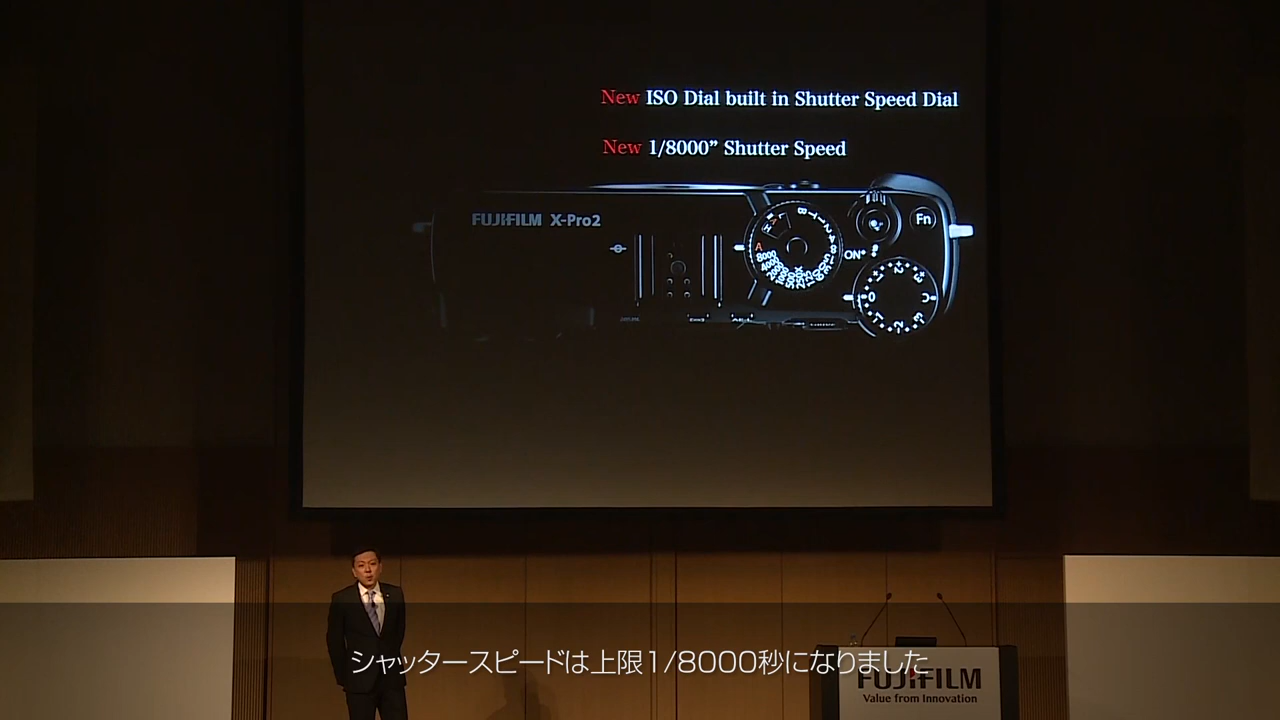 New ISO Dial built in Shutter Speed Dial
New 1/8000” Shutter Speed
FUJIFILM X-Pro2
Fn
ON
A
8000
4000
シャッタースピードは上限1/8000秒になりました
FUJIFILM
Value from Innovation